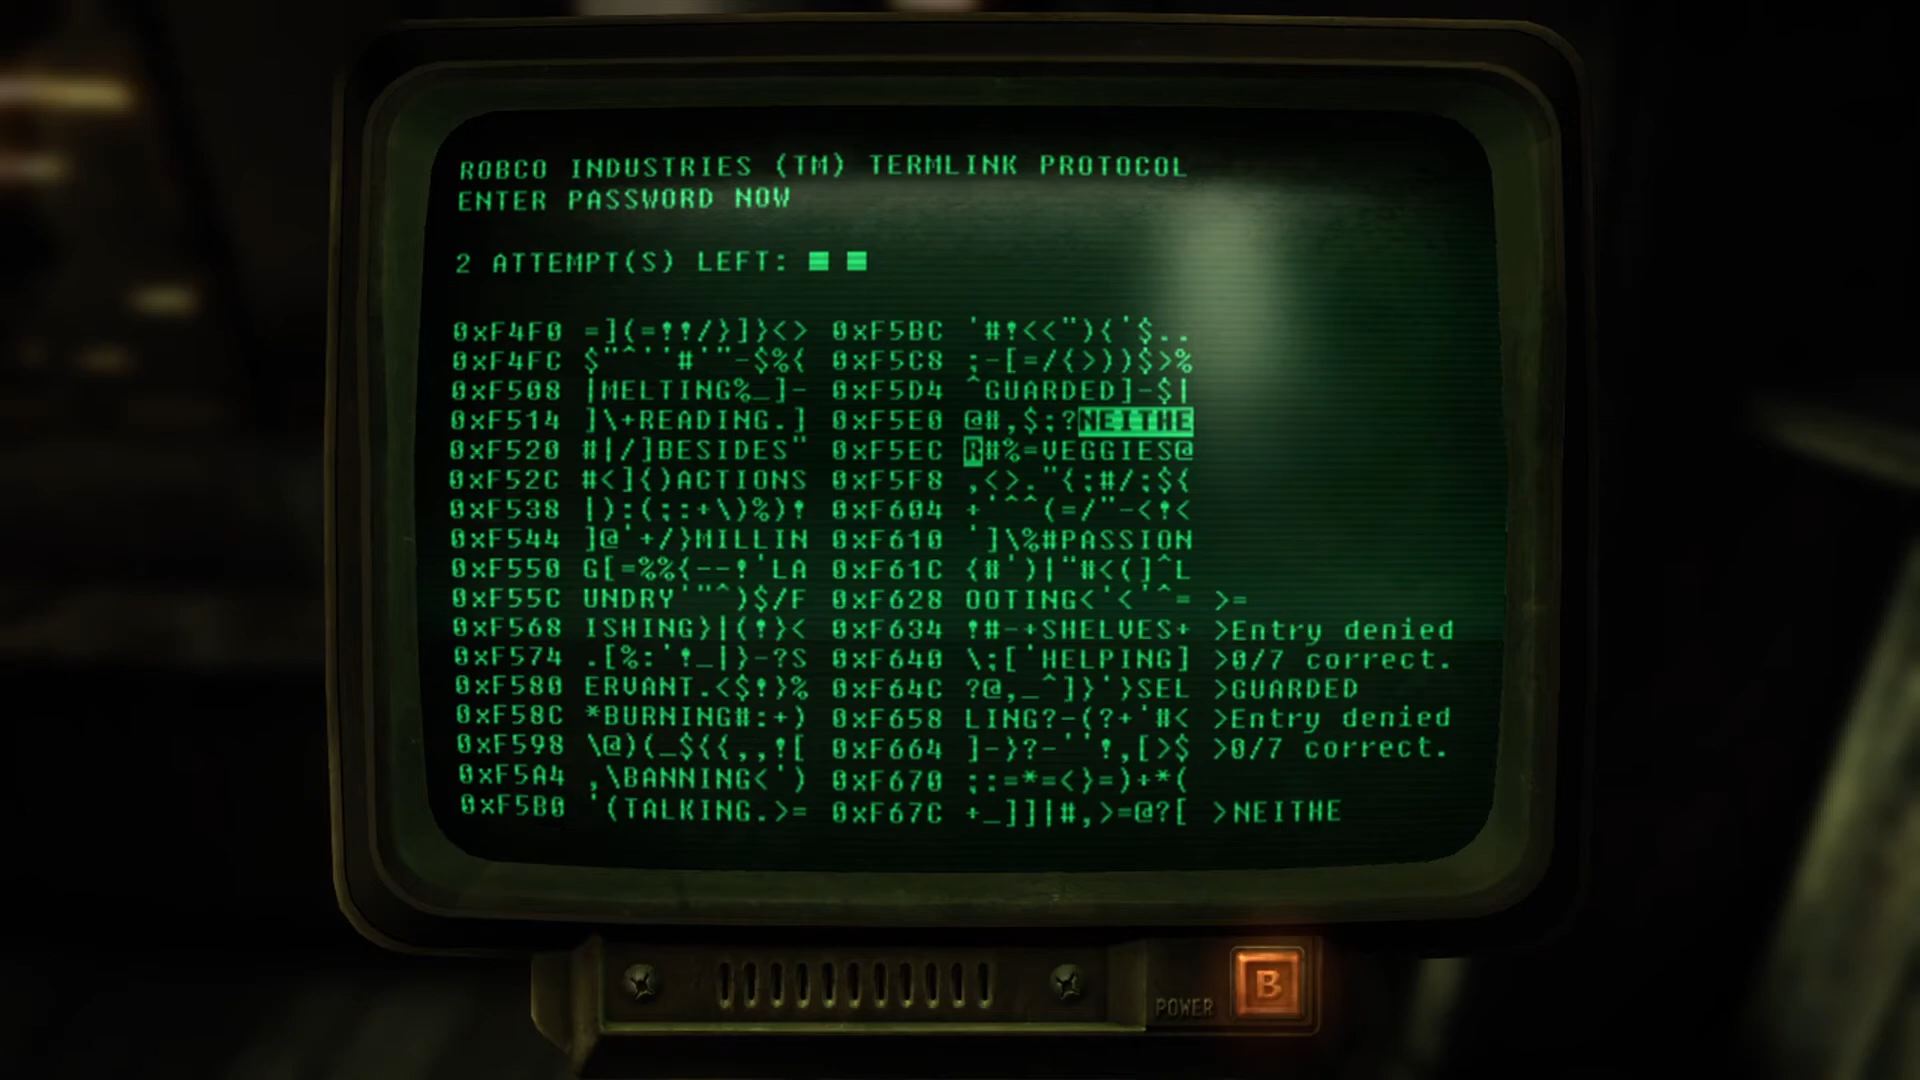 ROBCO INDUSTRIES (TM) TERMLINK PROTOCOL
ENTER PASSWORD NOW
2 ATTEMPT(S) LEFT:
0xF4F0 =](=!!/}]}<> 0xF5BC '#!<<"){'$..
0xF4FC $"^''#'"-$%{ 0xF5C8 ;-[=/{>))$>%
0xF508 |MELTING%_]- 0xF5D4 ^GUARDED]-$|
0xF514 ]\+READING.] 0xF5E0 @#,$:?NEITHE
0xF520 #|/]BESIDES" 0xF5EC R#%=VEGGIES@
0xF52C #<]{)ACTIONS 0xF5F8 ,<>."{;#/;${
0xF538 |):(;:+\)%)! 0xF604 +'^^(=/"-<!<
0xF544 ]@'+/}MILLIN 0xF610 ']\%#PASSION
0xF550 G[=%%{--!'LA 0xF61C {#')|"#<(]^L
0xF55C UNDRY'"^)$/F 0xF628 OOTING<'<'^= >=
0xF568 ISHING}|(!}< 0xF634 !#-+SHELVES+ >Entry denied
0xF574 .[%:'!_|}-?S 0xF640 \;['HELPING] >0/7 correct.
0xF580 ERVANT.<$!}% 0xF64C ?@,_^]}'}SEL >GUARDED
0xF58C *BURNING#:+) 0xF658 LING?-(?+'#< >Entry denied
0xF598 \@)(_${{,,![ 0xF664 ]-}?-''!,[>$ >0/7 correct.
0xF5A4 ,\BANNING<') 0xF670 ;:=*=<}=)+*(
0xF5B0 '(TALKING.>= 0xF67C +_]]|#,>=@?[ >NEITHE
POWER
B